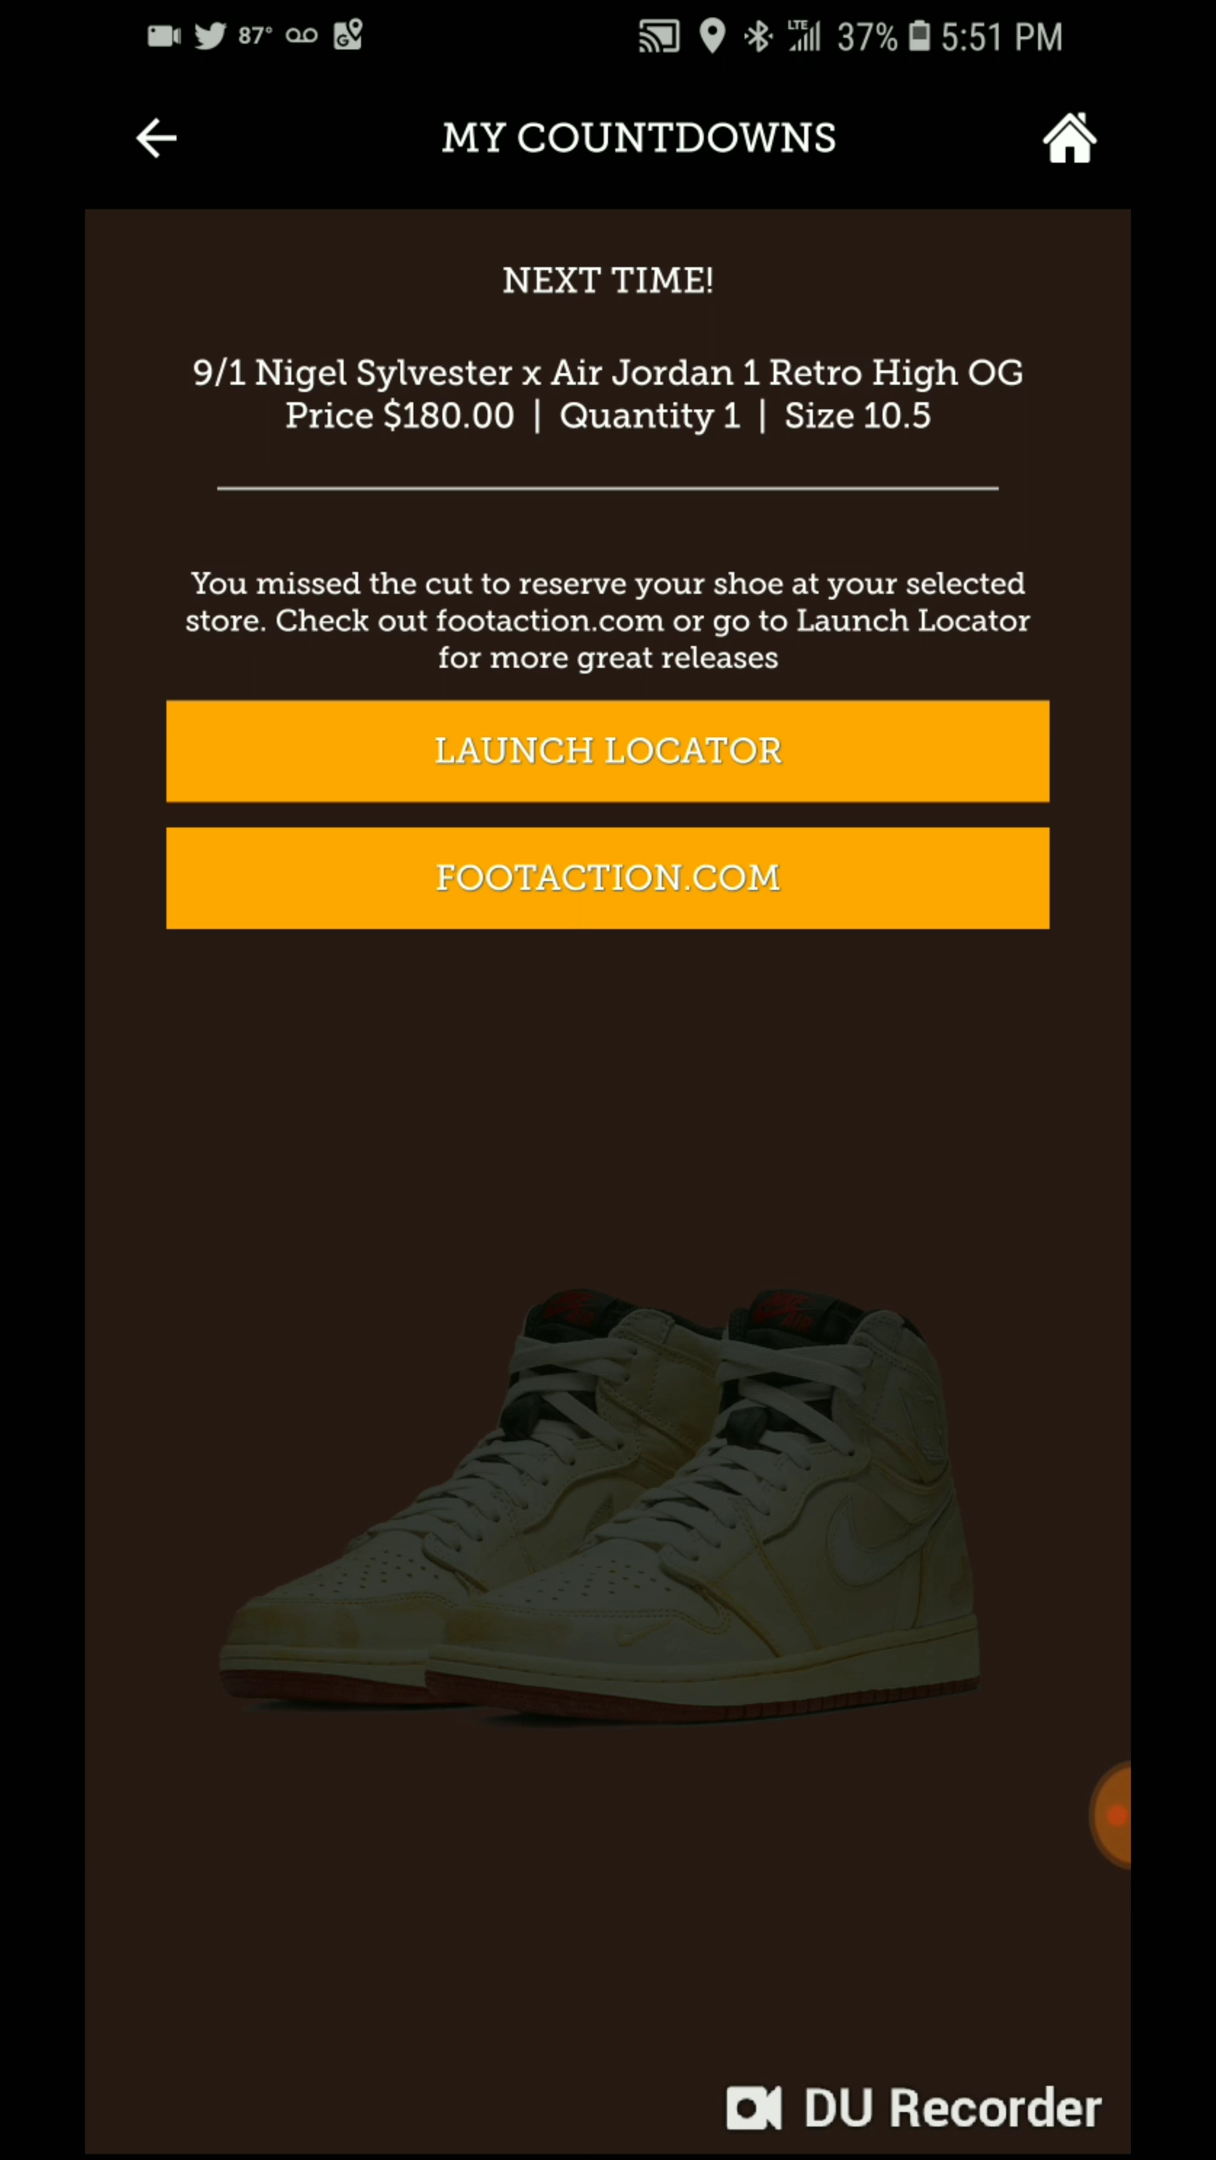 87° LTE 37% 5:51 PM
MY COUNTDOWNS
NEXT TIME!
9/1 Nigel Sylvester x Air Jordan 1 Retro High OG
Price $180.00 | Quantity 1 | Size 10.5
You missed the cut to reserve your shoe at your selected
store. Check out footaction.com or go to Launch Locator
for more great releases
LAUNCH LOCATOR
FOOTACTION.COM
DU Recorder